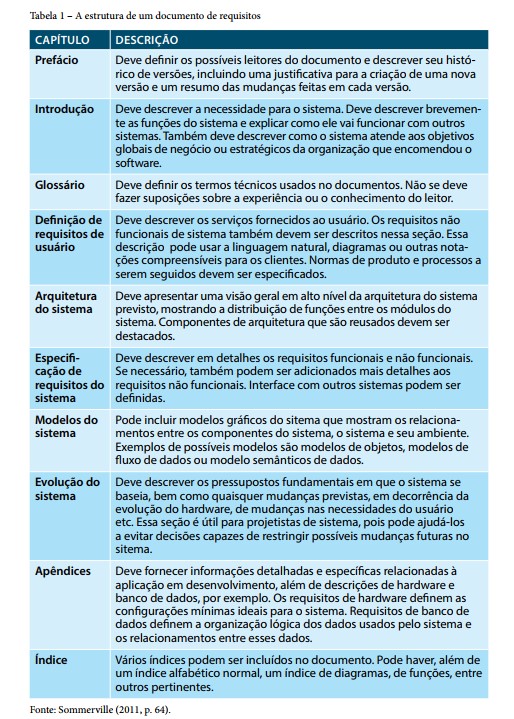 Tabela 1 – A estrutura de um documento de requisitos
CAPÍTULO DESCRIÇÃO
Prefácio Deve definir os possíveis leitores do documento e descrever seu histó-
rico de versões, incluindo uma justificativa para a criação de uma nova
versão e um resumo das mudanças feitas em cada versão.
Introdução Deve descrever a necessidade para o sistema. Deve descrever brevemen-
te as funções do sistema e explicar como ele vai funcionar com outros
sistemas. Também deve descrever como o sistema atende aos objetivos
globais de negócio ou estratégicos da organização que encomendou o
software.
Glossário Deve definir os termos técnicos usados no documentos. Não se deve
fazer suposições sobre a experiência ou o conhecimento do leitor.
Definição de Deve descrever os serviços fornecidos ao usuário. Os requisitos não
requisitos de funcionais de sistema também devem ser descritos nessa seção. Essa
usuário descrição pode usar a linguagem natural, diagramas ou outras nota-
ções compreensíveis para os clientes. Normas de produto e processos a
serem seguidos devem ser especificados.
Arquitetura Deve apresentar uma visão geral em alto nível da arquitetura do sistema
do sistema previsto, mostrando a distribuição de funções entre os módulos do
sistema. Componentes de arquitetura que são reusados devem ser
destacados.
Especifi- Deve descrever em detalhes os requisitos funcionais e não funcionais.
cação de Se necessário, também podem ser adicionados mais detalhes aos
requisitos do requisitos não funcionais. Interface com outros sistemas podem ser
sistema definidas.
Modelos do Pode incluir modelos gráficos do sitema que mostram os relaciona-
sistema mentos entre os componentes do sistema, o sistema e seu ambiente.
Exemplos de possíveis modelos são modelos de objetos, modelos de
fluxo de dados ou modelo semânticos de dados.
Evolução do Deve descrever os pressupostos fundamentais em que o sistema se
sistema baseia, bem como quaisquer mudanças previstas, em decorrência da
evolução do hardware, de mudanças nas necessidades do usuário
etc. Essa seção é útil para projetistas de sistema, pois pode ajudá-los
a evitar decisões capazes de restringir possíveis mudanças futuras no
sitema.
Apêndices Deve fornecer informações detalhadas e específicas relacionadas à
aplicação em desenvolvimento, além de descrições de hardware e
banco de dados, por exemplo. Os requisitos de hardware definem as
configurações mínimas ideais para o sistema. Requisitos de banco de
dados definem a organização lógica dos dados usados pelo sistema e
os relacionamentos entre esses dados.
Índice Vários índices podem ser incluídos no documento. Pode haver, além de
um índice alfabético normal, um índice de diagramas, de funções, entre
outros pertinentes.
Fonte: Sommerville (2011, p. 64).